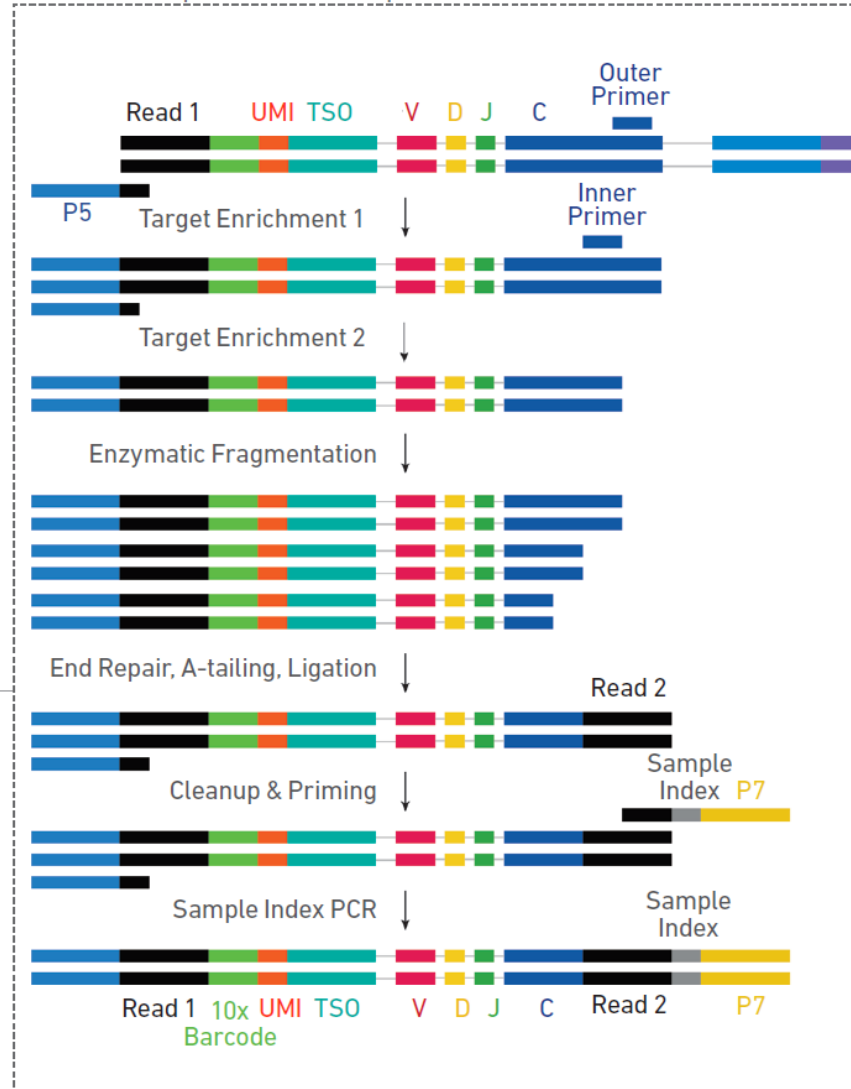 Outer
Primer
Read 1 UMI TSO V D J C
P5
Target Enrichment 1
Inner
Primer
Target Enrichment 2
Enzymatic Fragmentation
End Repair, A-tailing, Ligation
Read 2
Cleanup & Priming
Sample
Index P7
Sample Index PCR
Sample
Index
Read 1 10x UMI TSO V D J C Read 2 P7
Barcode